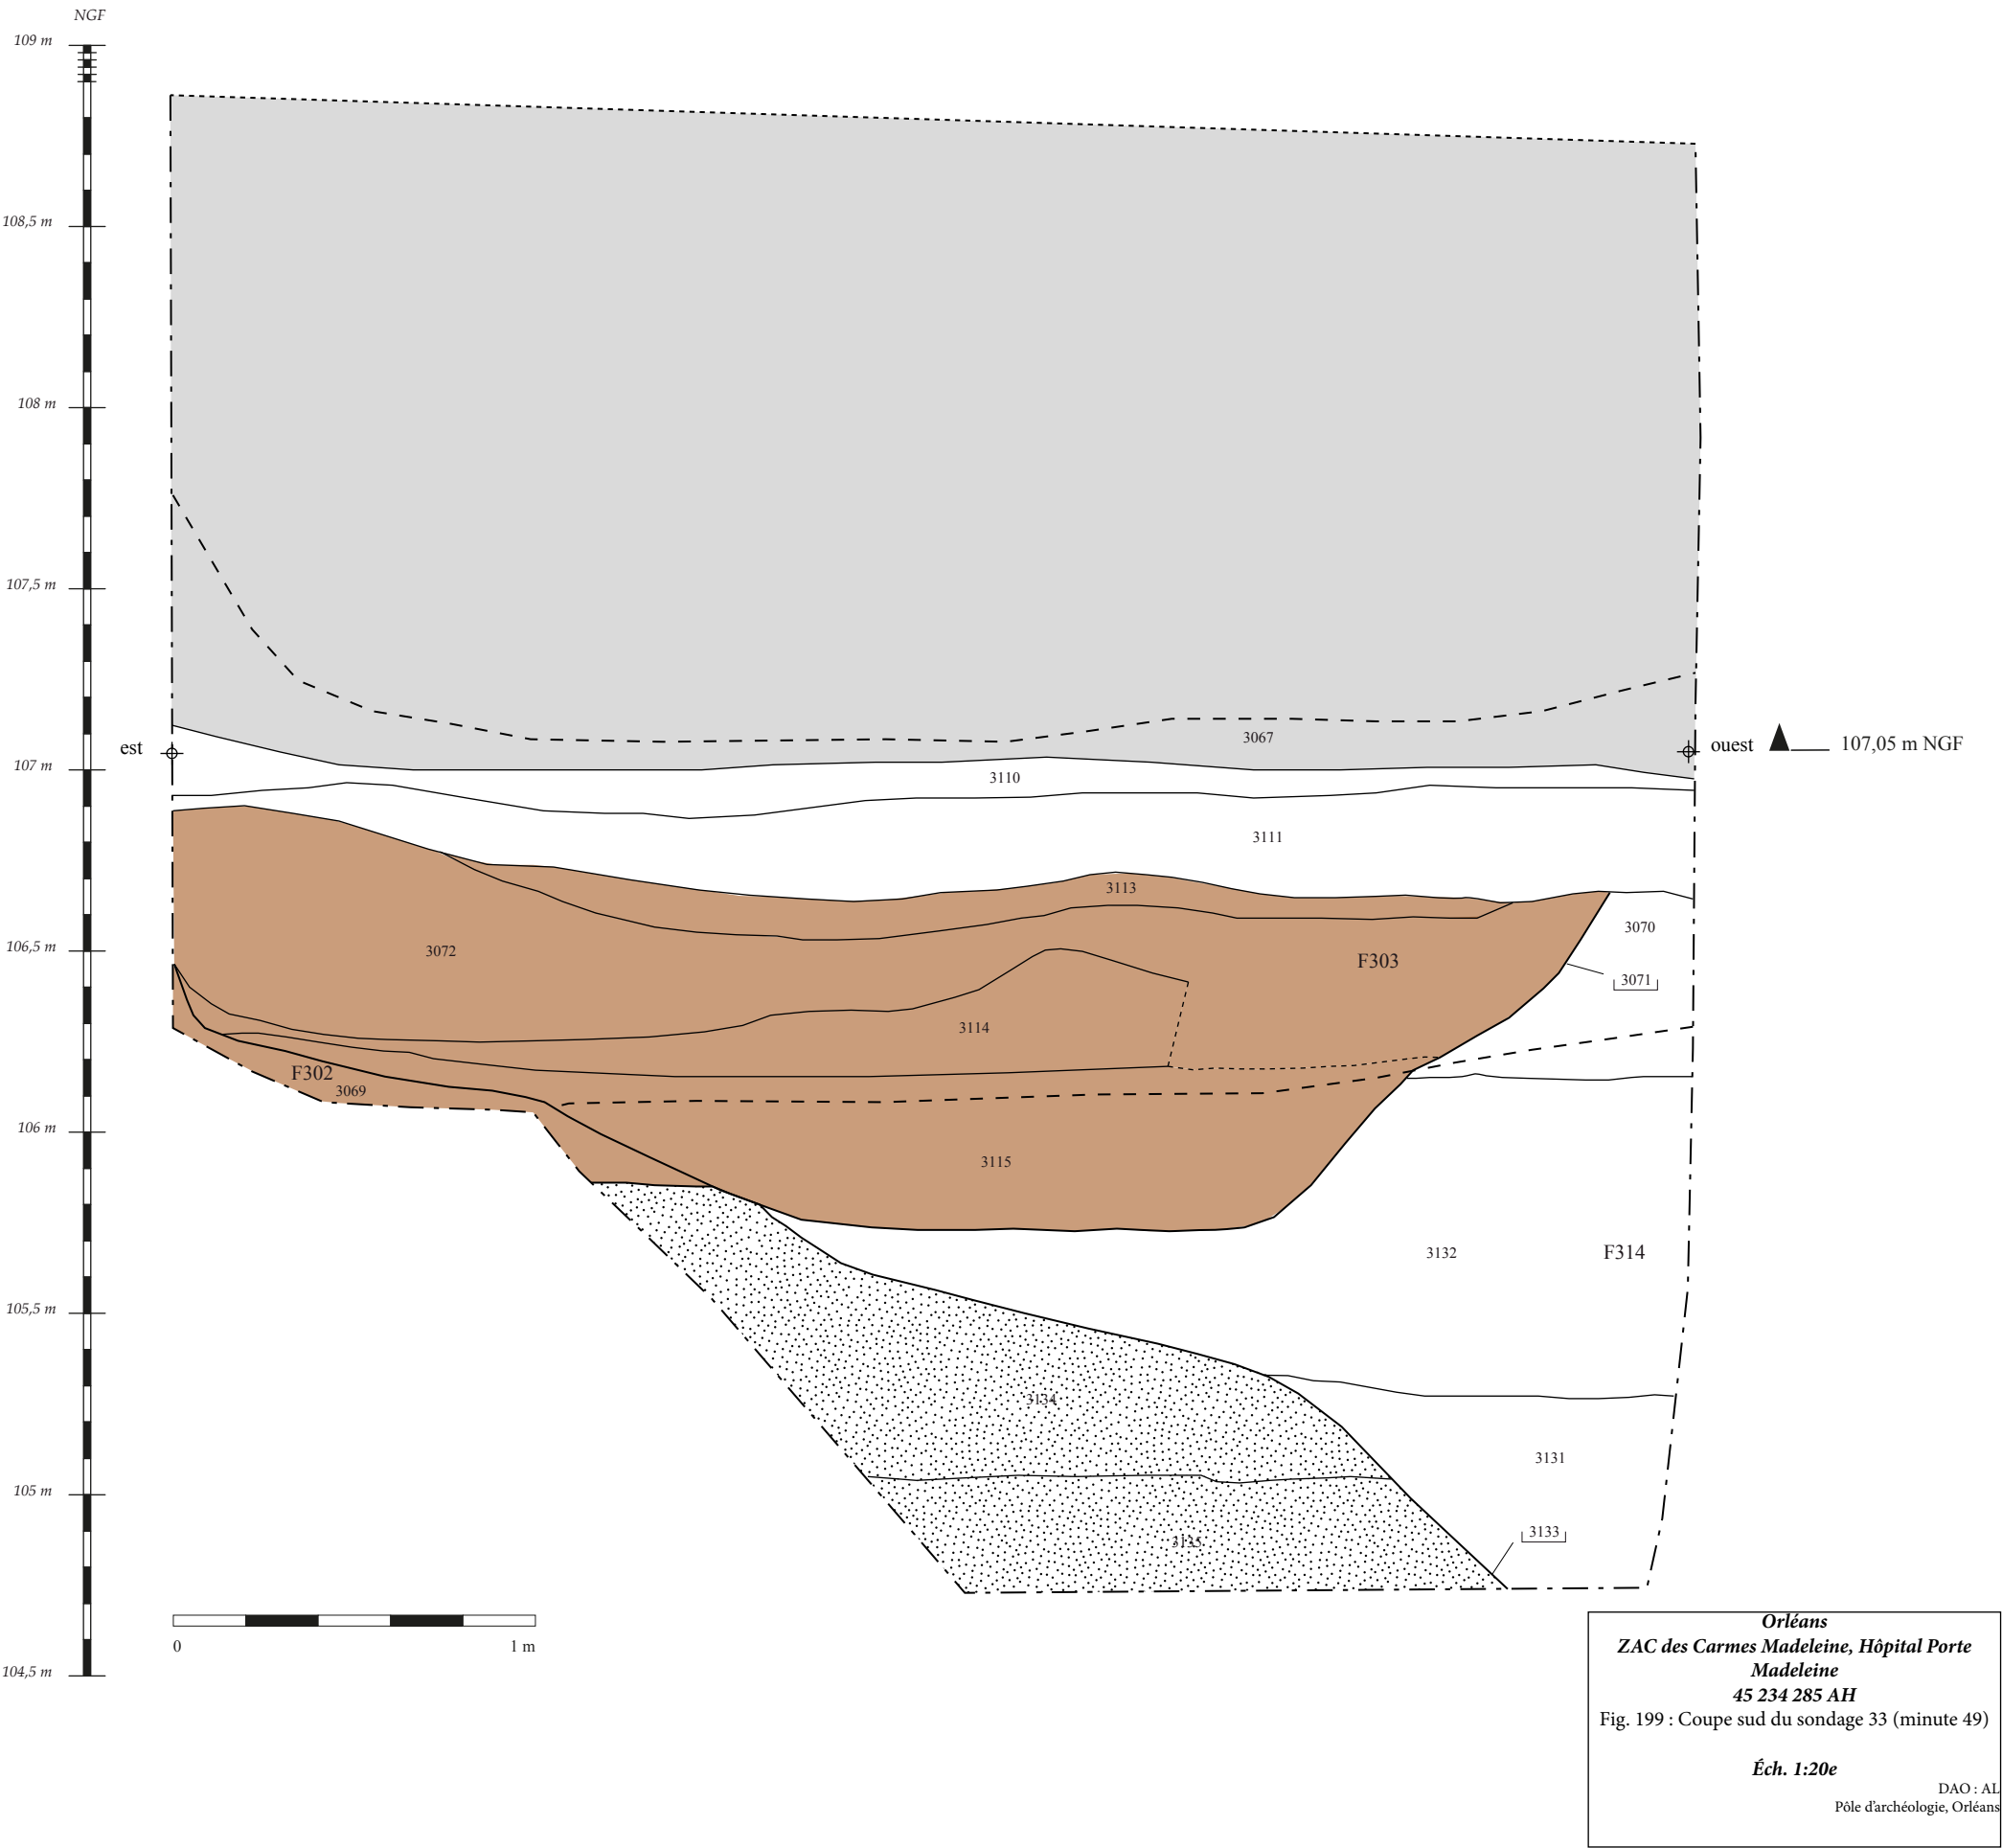 NGF
109 m
108,5 m
108 m
107,5 m
107 m
106,5 m
106 m
105,5 m
105 m
104,5 m
est
ouest
107,05 m NGF
3067
3110
3111
3113
3070
3072
F303
3071
3114
F302
3069
3115
3132
F314
3134
3131
3133
3135
0
1 m
Orléans
ZAC des Carmes Madeleine, Hôpital Porte
Madeleine
45 234 285 AH
Fig. 199 : Coupe sud du sondage 33 (minute 49)
Éch. 1:20e
DAO : AL
Pôle d'archéologie, Orléans